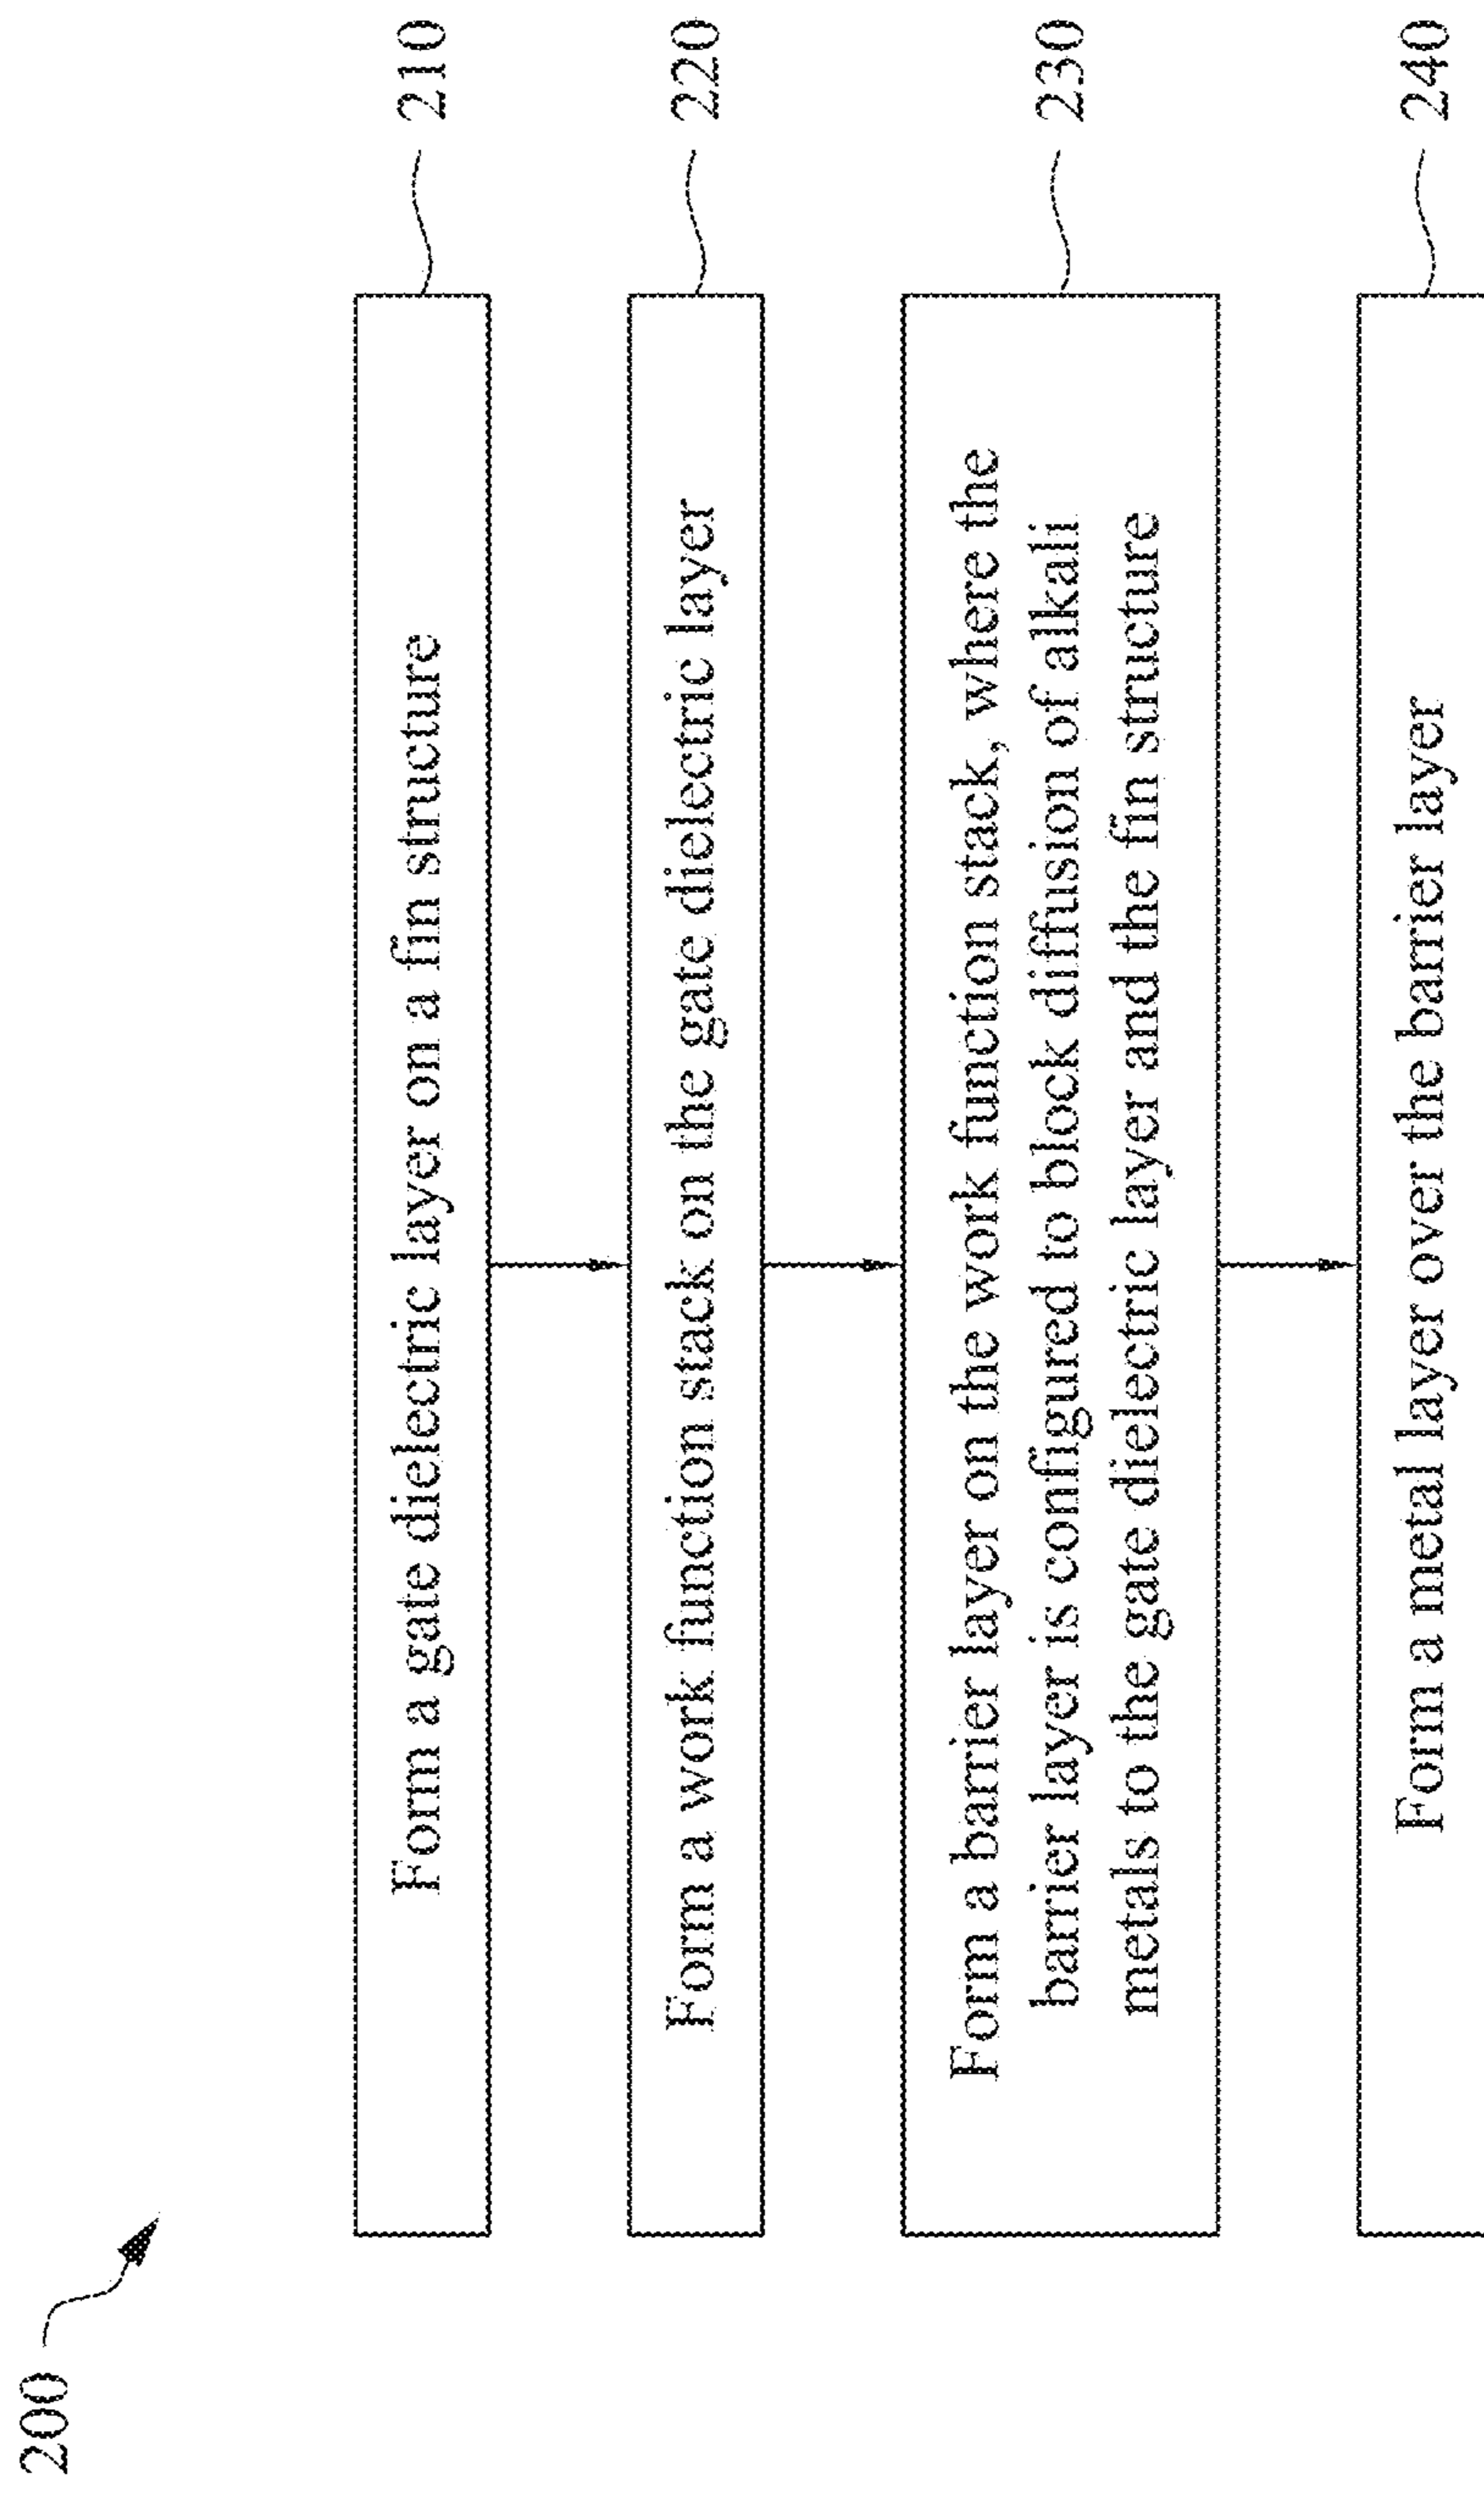 200
Form a gate dielectric layer on a fin structure
210
Form a work function stack on the gate dielectric layer
220
Form a barrier layer on the work function stack, where the
barrier layer is configured to block diffusion of alkali
metals to the gate dielectric layer and the fin structure
230
Form a metal layer over the barrier layer
240